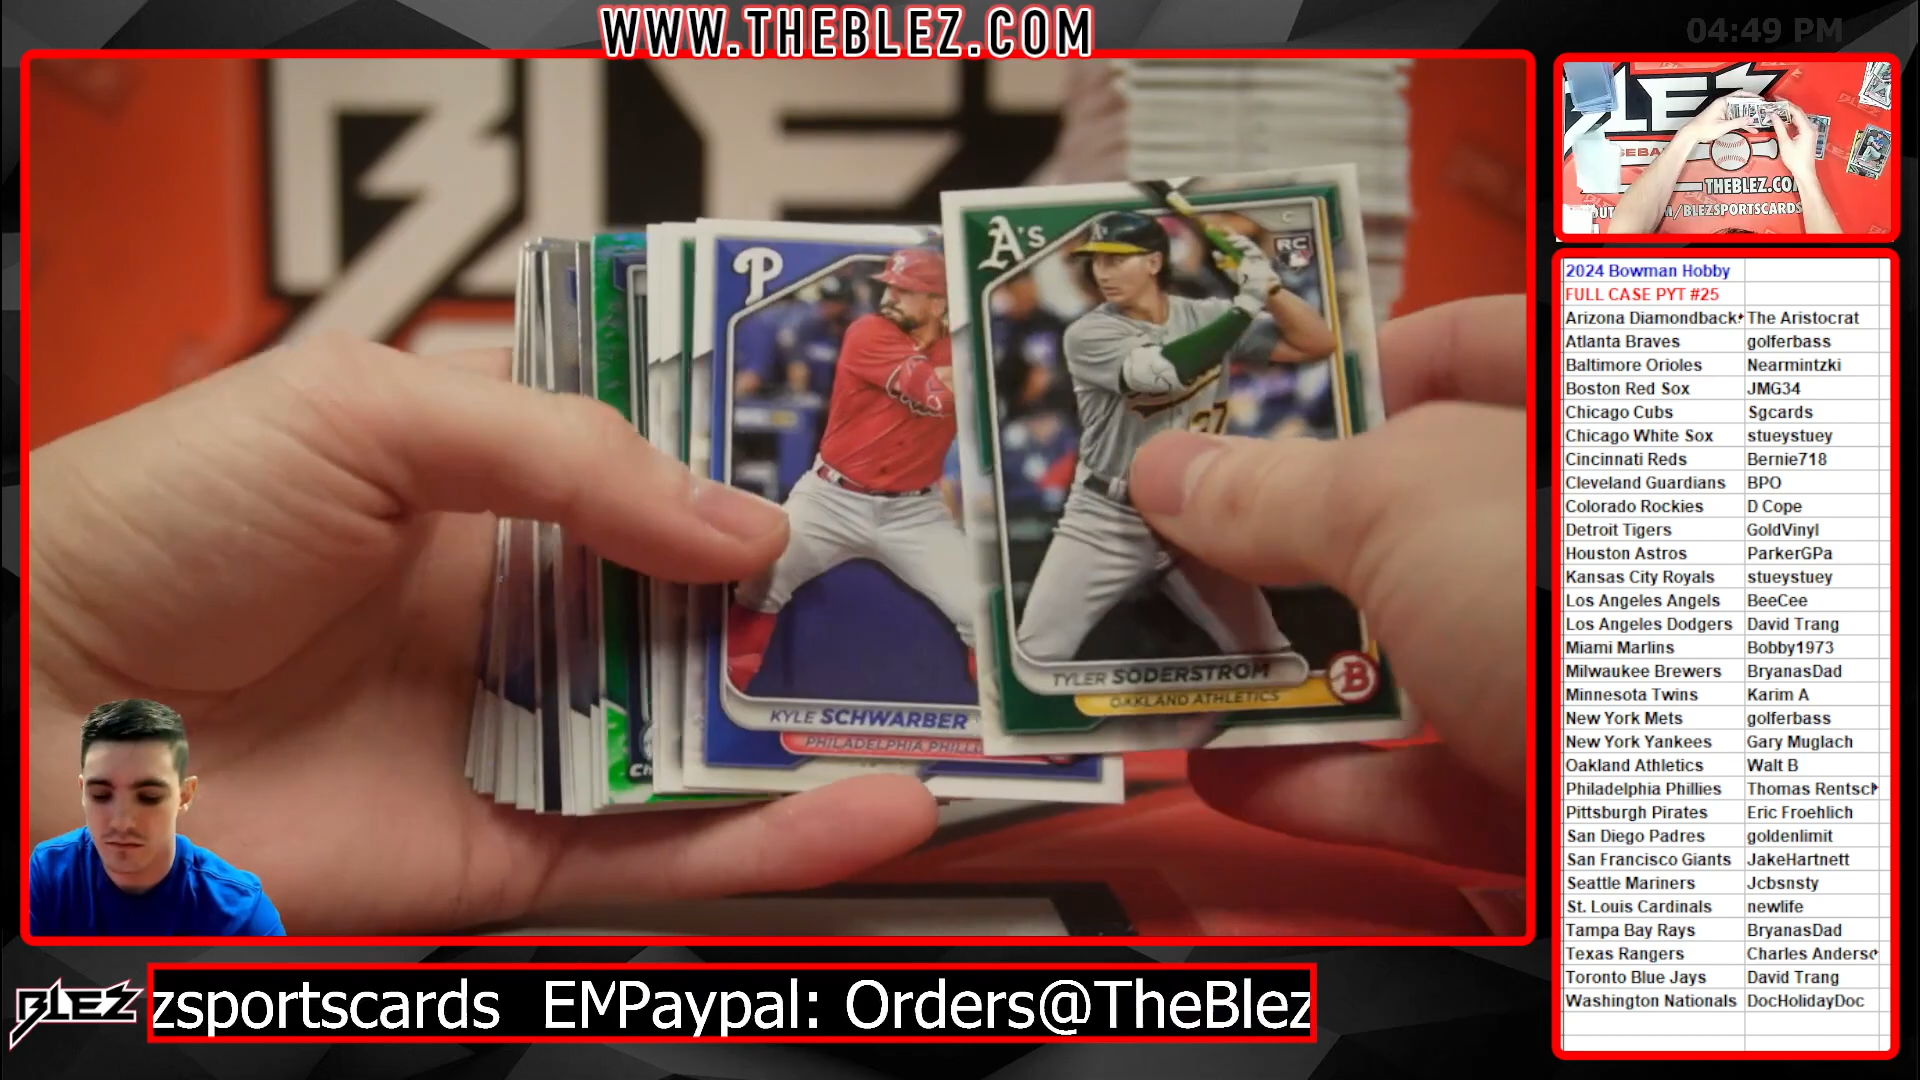 WWW.THEBLEZ.COM
04:49 PM
BLEZ
A's
RC
P
TYLER SODERSTROM
OAKLAND ATHLETICS
B
KYLE SCHWARBER
PHILADELPHIA PHILL
Ch
LEZ
BLEZ
THEBLEZ.CO
/BLEZSPORTSCARDS
2024 Bowman Hobby
FULL CASE PYT #25
Arizona Diamondback The Aristocrat
Atlanta Braves golferbass
Baltimore Orioles Nearmintzki
Boston Red Sox JMG34
Chicago Cubs Sgcards
Chicago White Sox stueystuey
Cincinnati Reds Bernie718
Cleveland Guardians BPO
Colorado Rockies D Cope
Detroit Tigers GoldVinyl
Houston Astros ParkerGPa
Kansas City Royals stueystuey
Los Angeles Angels BeeCee
Los Angeles Dodgers David Trang
Miami Marlins Bobby1973
Milwaukee Brewers BryanasDad
Minnesota Twins Karim A
New York Mets golferbass
New York Yankees Gary Muglach
Oakland Athletics Walt B
Philadelphia Phillies Thomas Rentsch
Pittsburgh Pirates Eric Froehlich
San Diego Padres goldenlimit
San Francisco Giants JakeHartnett
Seattle Mariners Jcbsnsty
St. Louis Cardinals newlife
Tampa Bay Rays BryanasDad
Texas Rangers Charles Anderso
Toronto Blue Jays David Trang
Washington Nationals DocHolidayDoc
BLEZ
zsportscards EMPaypal: Orders@TheBlez